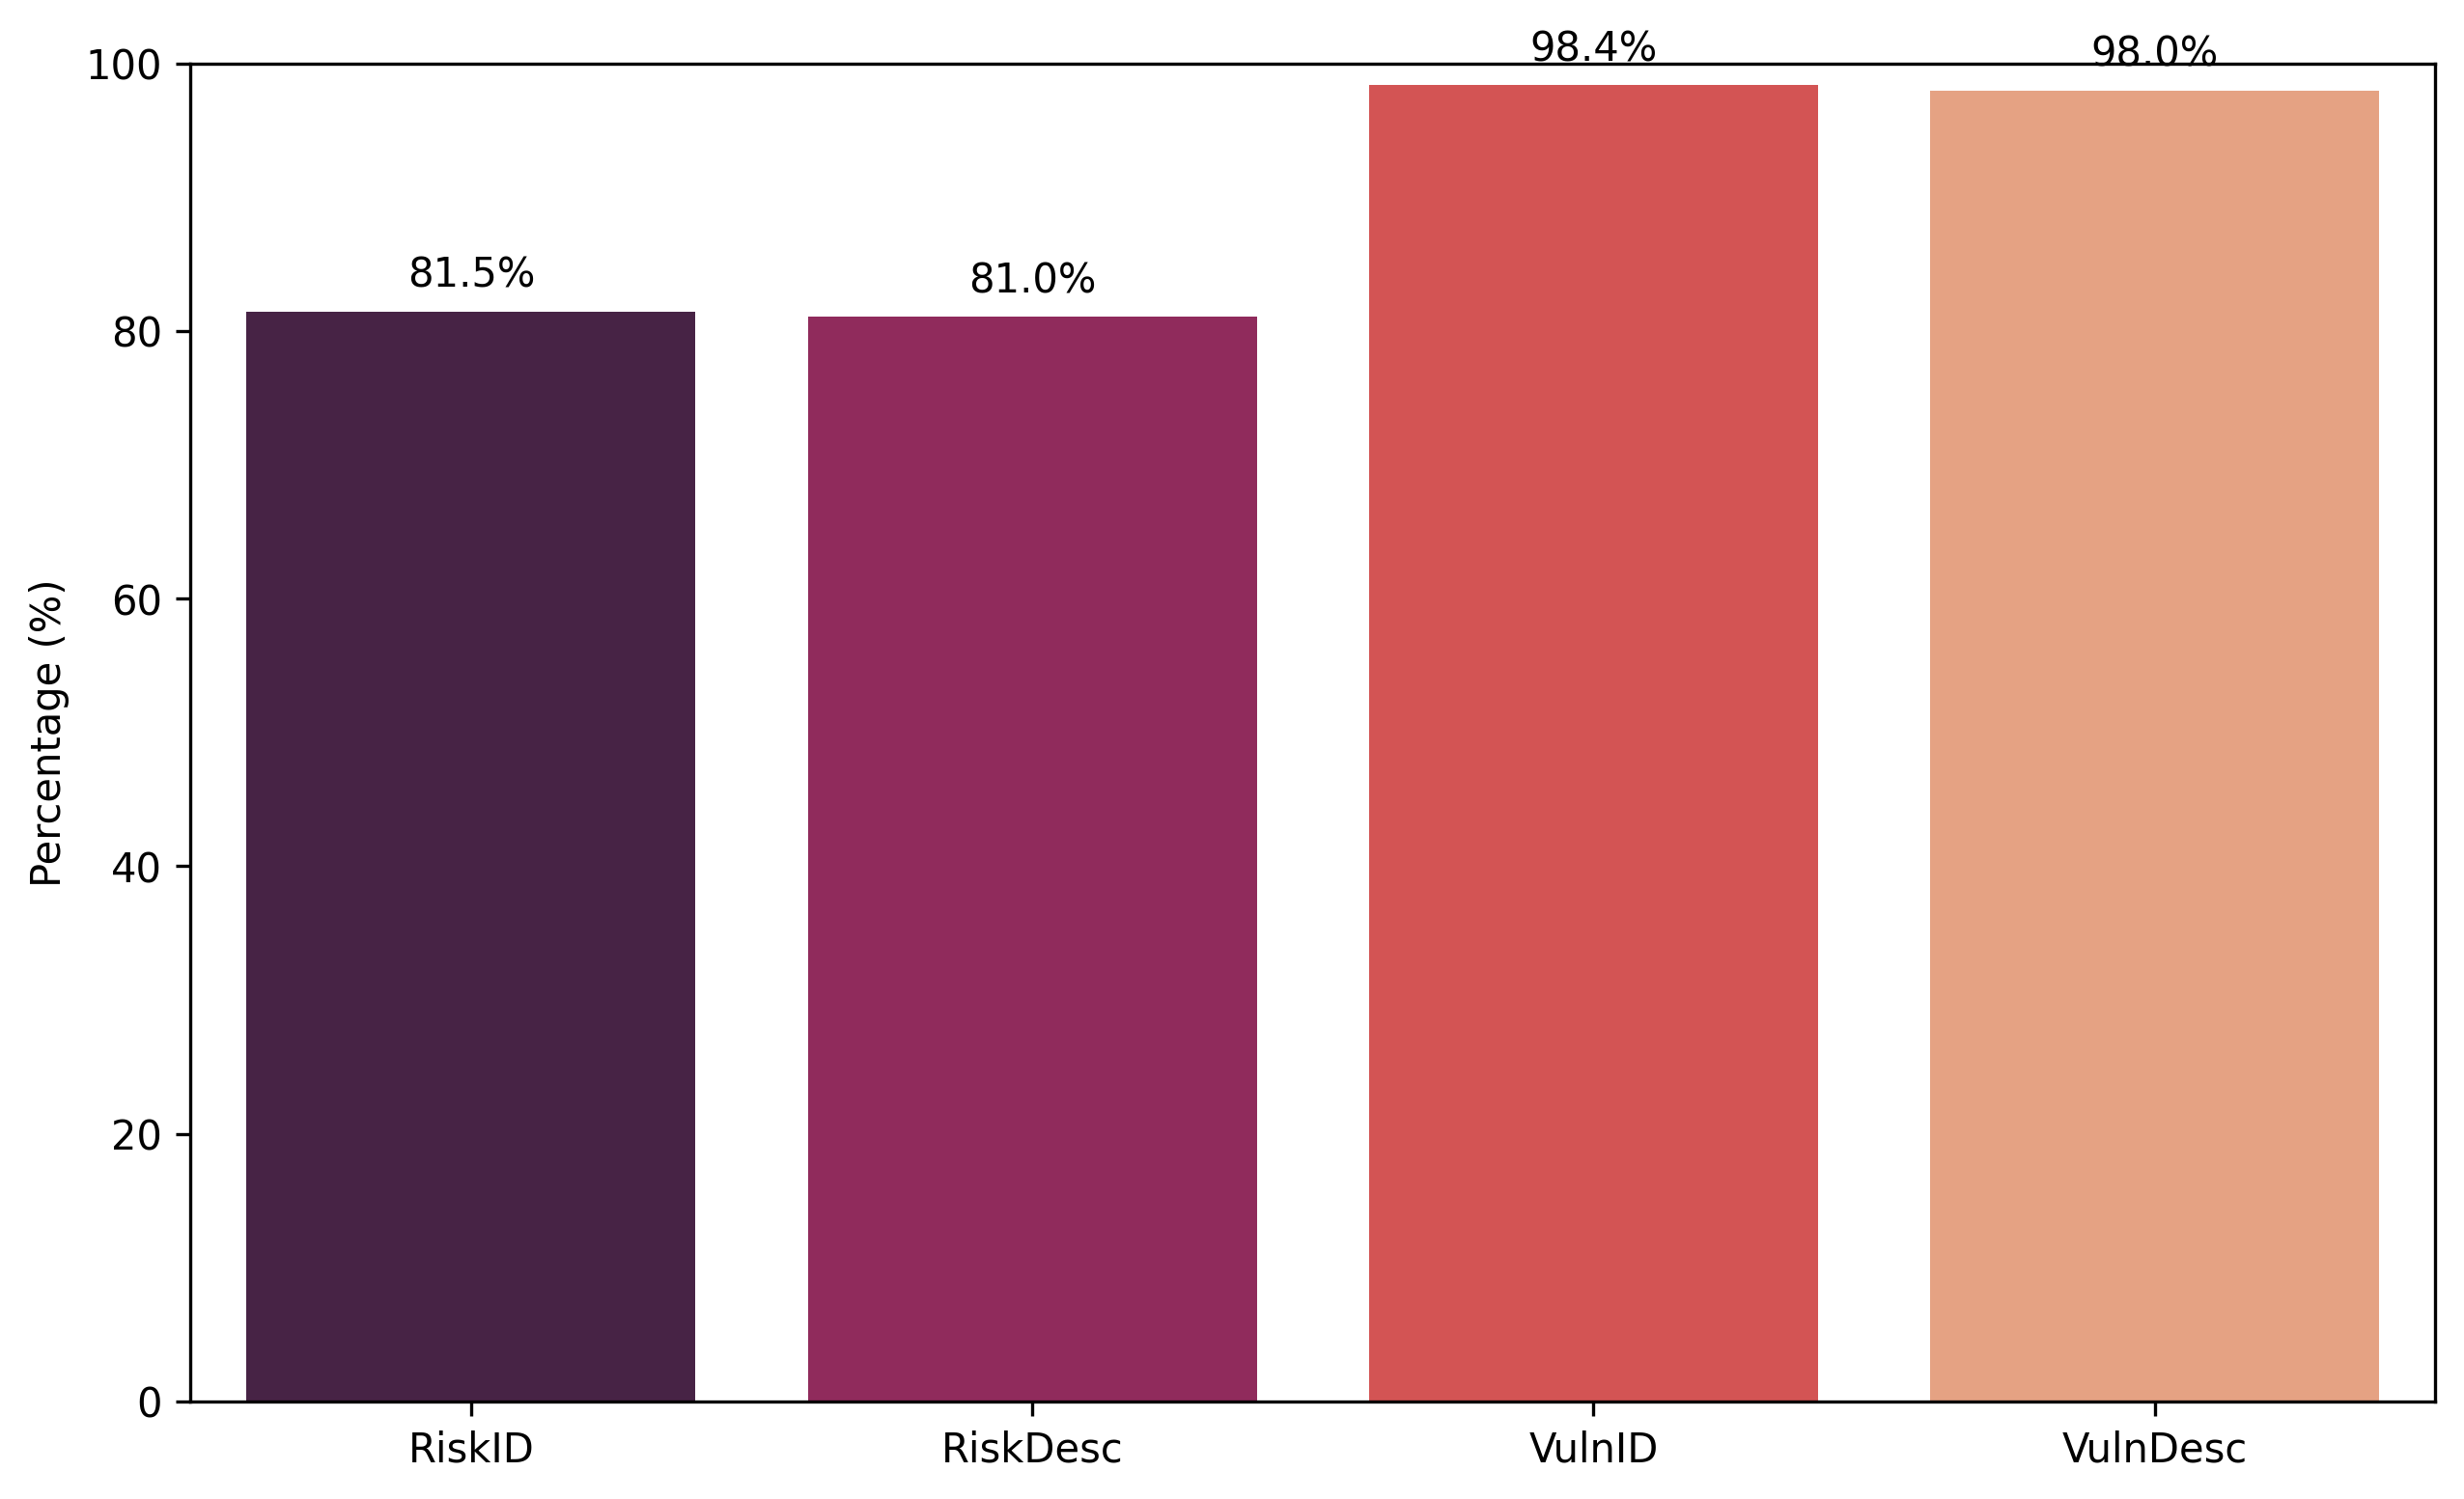 98.4%
98.0%
100
81.5%
81.0%
80
60
Percentage (%)
40
20
0
RiskID
RiskDesc
VulnID
VulnDesc